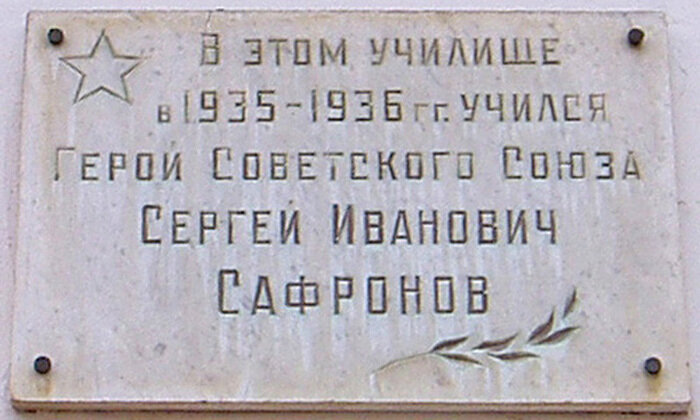 В ЭТОМ УЧИЛИЩЕ
в 1935-1936 гг. УЧИЛСЯ
ГЕРОЙ СОВЕТСКОГО СОЮЗА
СЕРГЕЙ ИВАНОВИЧ
САФРОНОВ